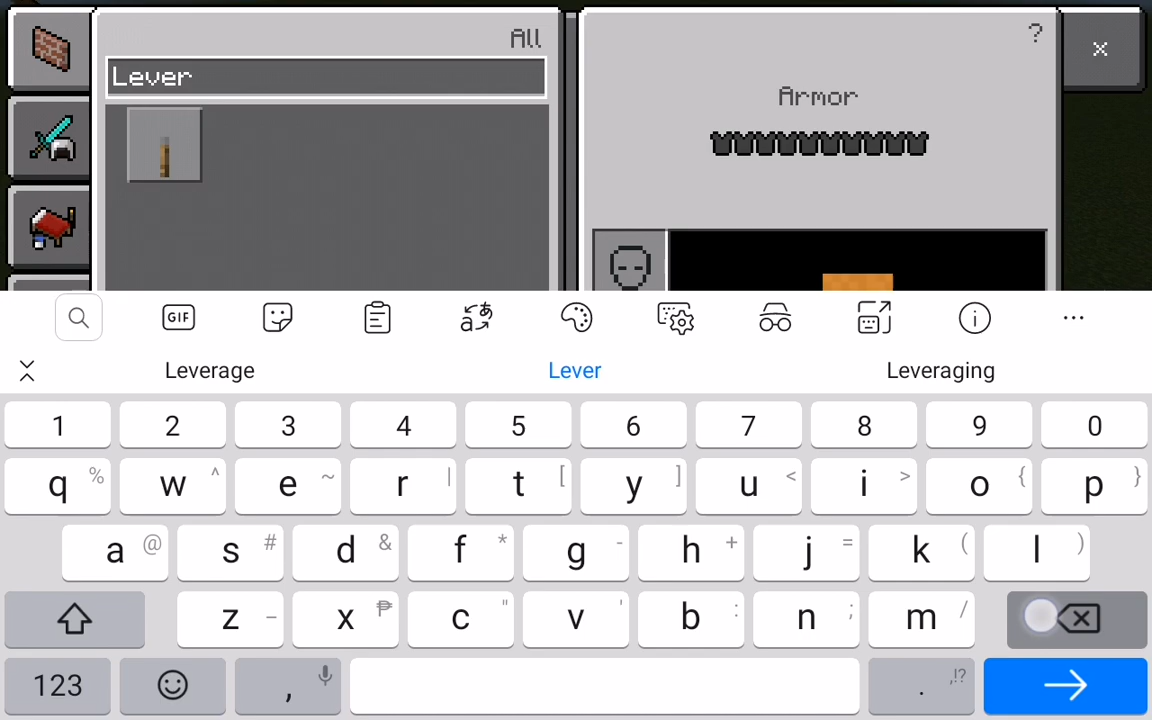 All
?
x
Lever
Armor
GIF
Leverage Lever Leveraging
1 2 3 4 5 6 7 8 9 0
q % w ^ e ~ r | t [ y ] u < i > o { p }
a @ s # d & f * g - h + j = k ( l )
z _ x ₱ c " v ' b : n ; m /
123 , . ,!?